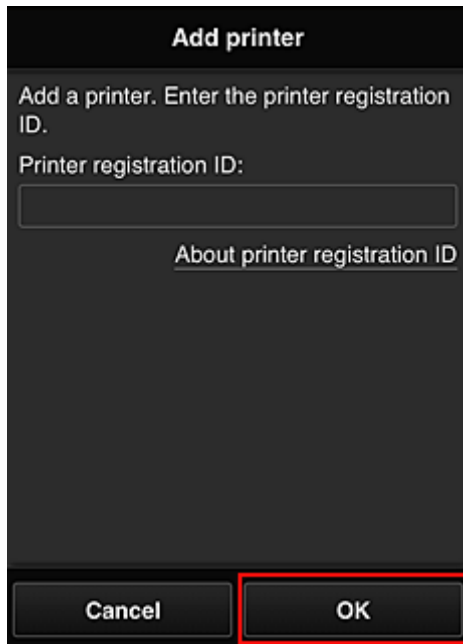 Add printer
Add a printer. Enter the printer registration
ID.
Printer registration ID:
About printer registration ID
Cancel
OK